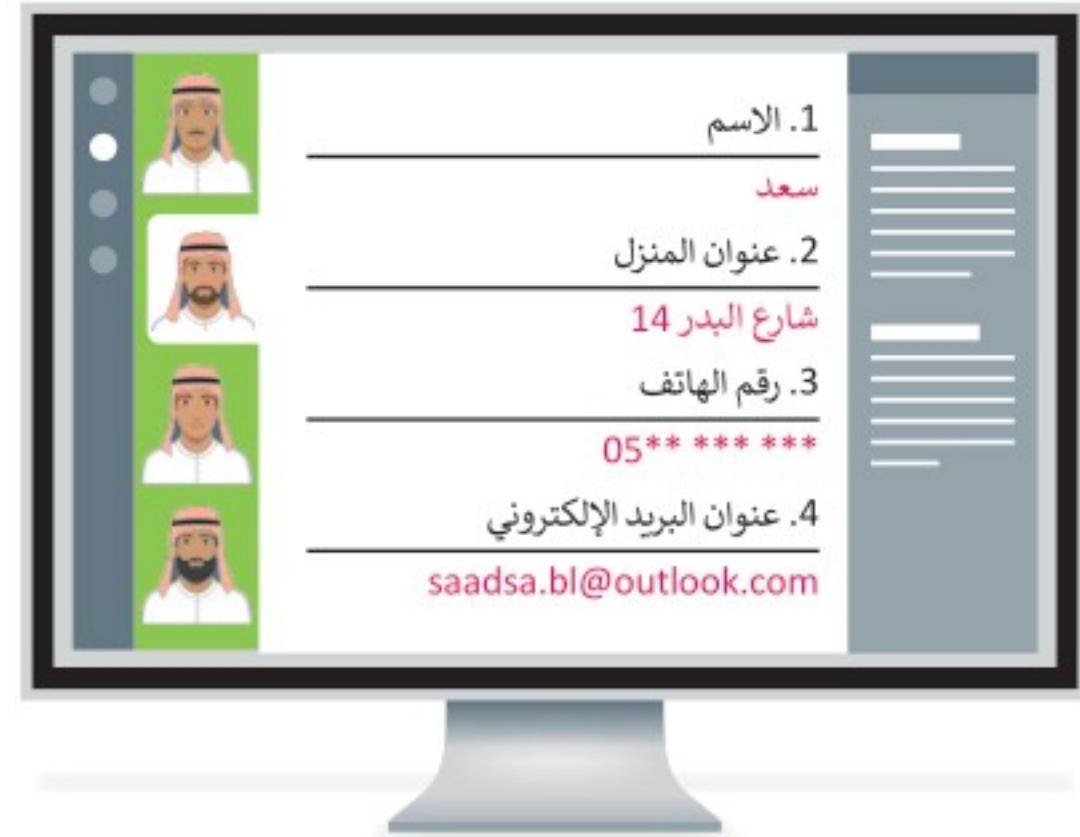 1. الاسم
سعد
2. عنوان المنزل
شارع البدر 14
3. رقم الهاتف
05** *** ***
4. عنوان البريد الإلكتروني
saadsa.bl@outlook.com